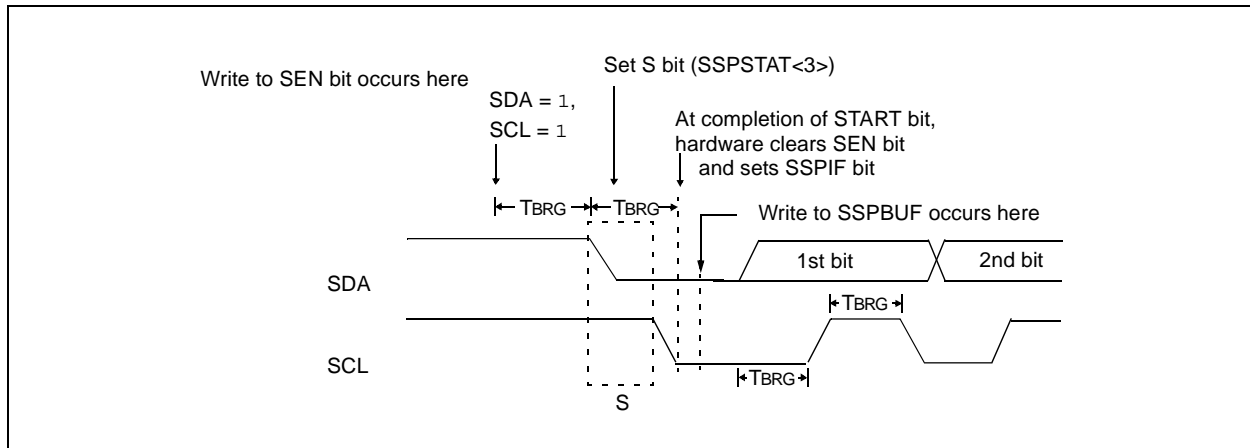 Write to SEN bit occurs here
Set S bit (SSPSTAT<3>)
SDA = 1,
SCL = 1
At completion of START bit,
hardware clears SEN bit
and sets SSPIF bit
TBRG
TBRG
Write to SSPBUF occurs here
SDA
1st bit
2nd bit
TBRG
SCL
TBRG
S